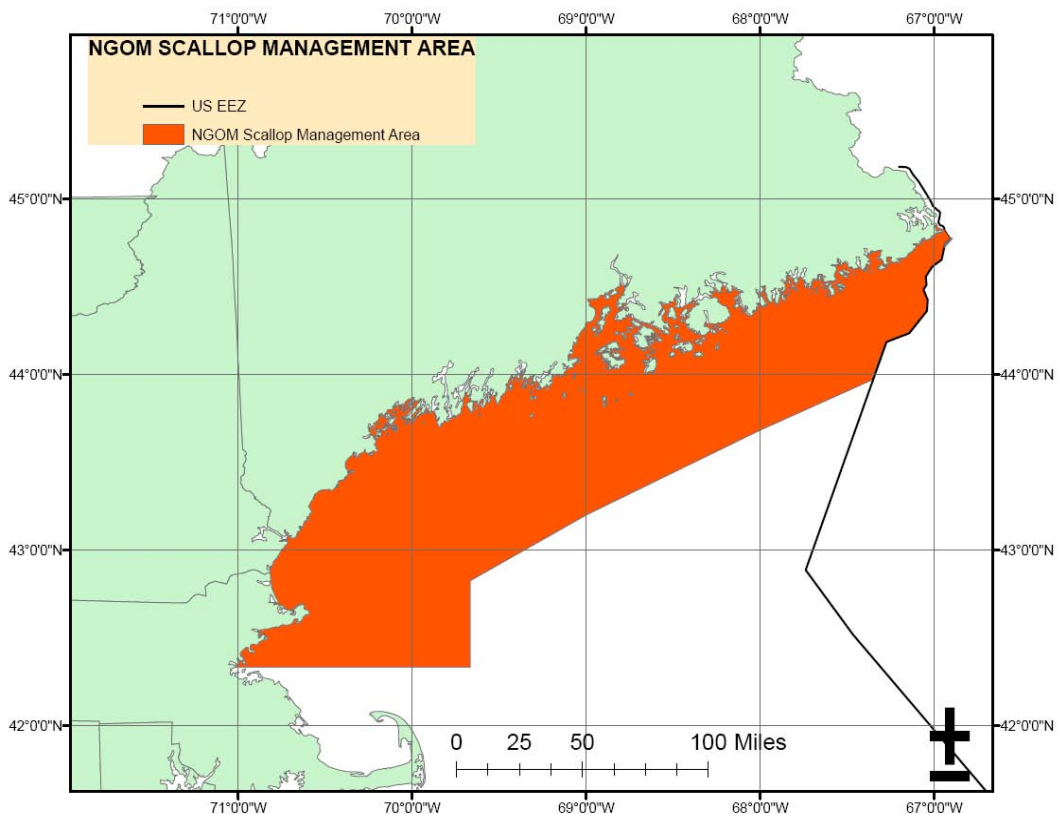 71°0'0"W 70°0'0"W 69°0'0"W 68°0'0"W 67°0'0"W
NGOM SCALLOP MANAGEMENT AREA
US EEZ
NGOM Scallop Management Area
45°0'0"N 45°0'0"N
44°0'0"N 44°0'0"N
43°0'0"N 43°0'0"N
42°0'0"N 42°0'0"N
0 25 50 100 Miles
71°0'0"W 70°0'0"W 69°0'0"W 68°0'0"W 67°0'0"W